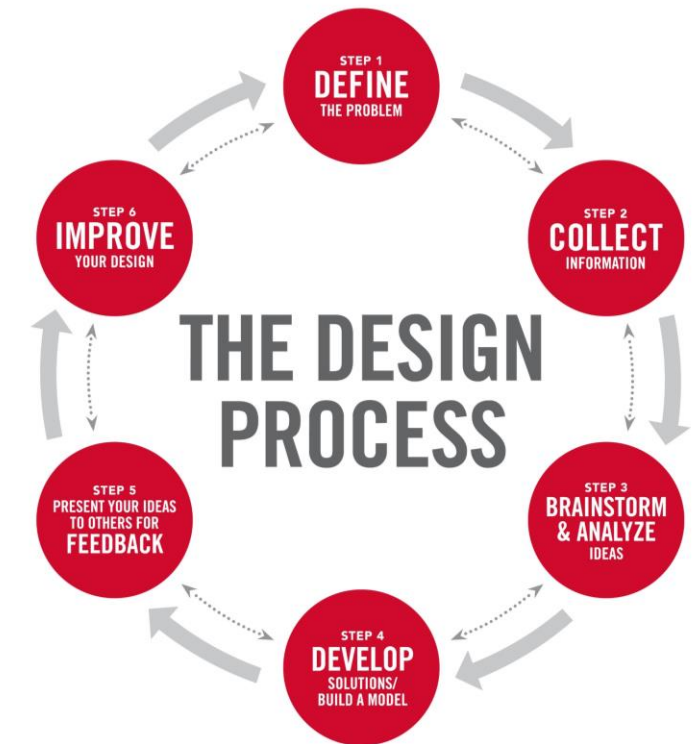 STEP 1
DEFINE
THE PROBLEM
STEP 2
COLLECT
INFORMATION
STEP 3
BRAINSTORM
& ANALYZE
IDEAS
STEP 4
DEVELOP
SOLUTIONS/
BUILD A MODEL
STEP 5
PRESENT YOUR IDEAS
TO OTHERS FOR
FEEDBACK
STEP 6
IMPROVE
YOUR DESIGN
THE DESIGN
PROCESS